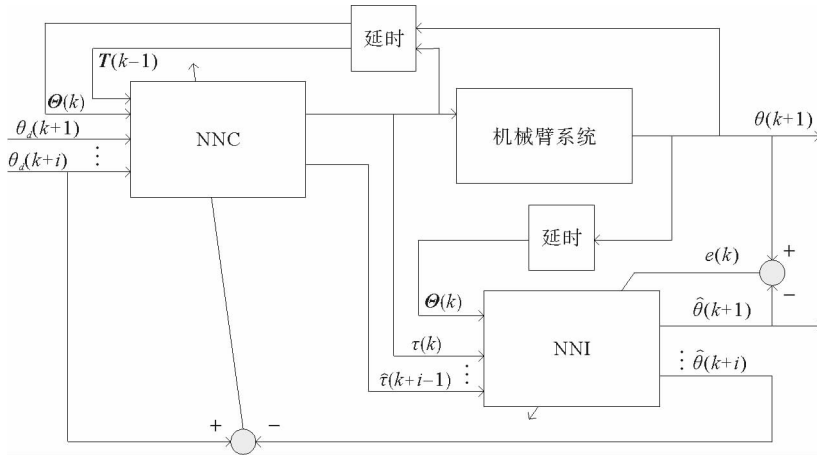 延时
T(k−1)
Θ(k)
θd(k+1)
⋮
θd(k+i)
NNC
机械臂系统
θ(k+1)
延时
e(k)
+
−
Θ(k)
θ̂(k+1)
τ(k)
NNI
⋮
θ̂(k+i)
τ̂(k+i−1)
⋮
+
−